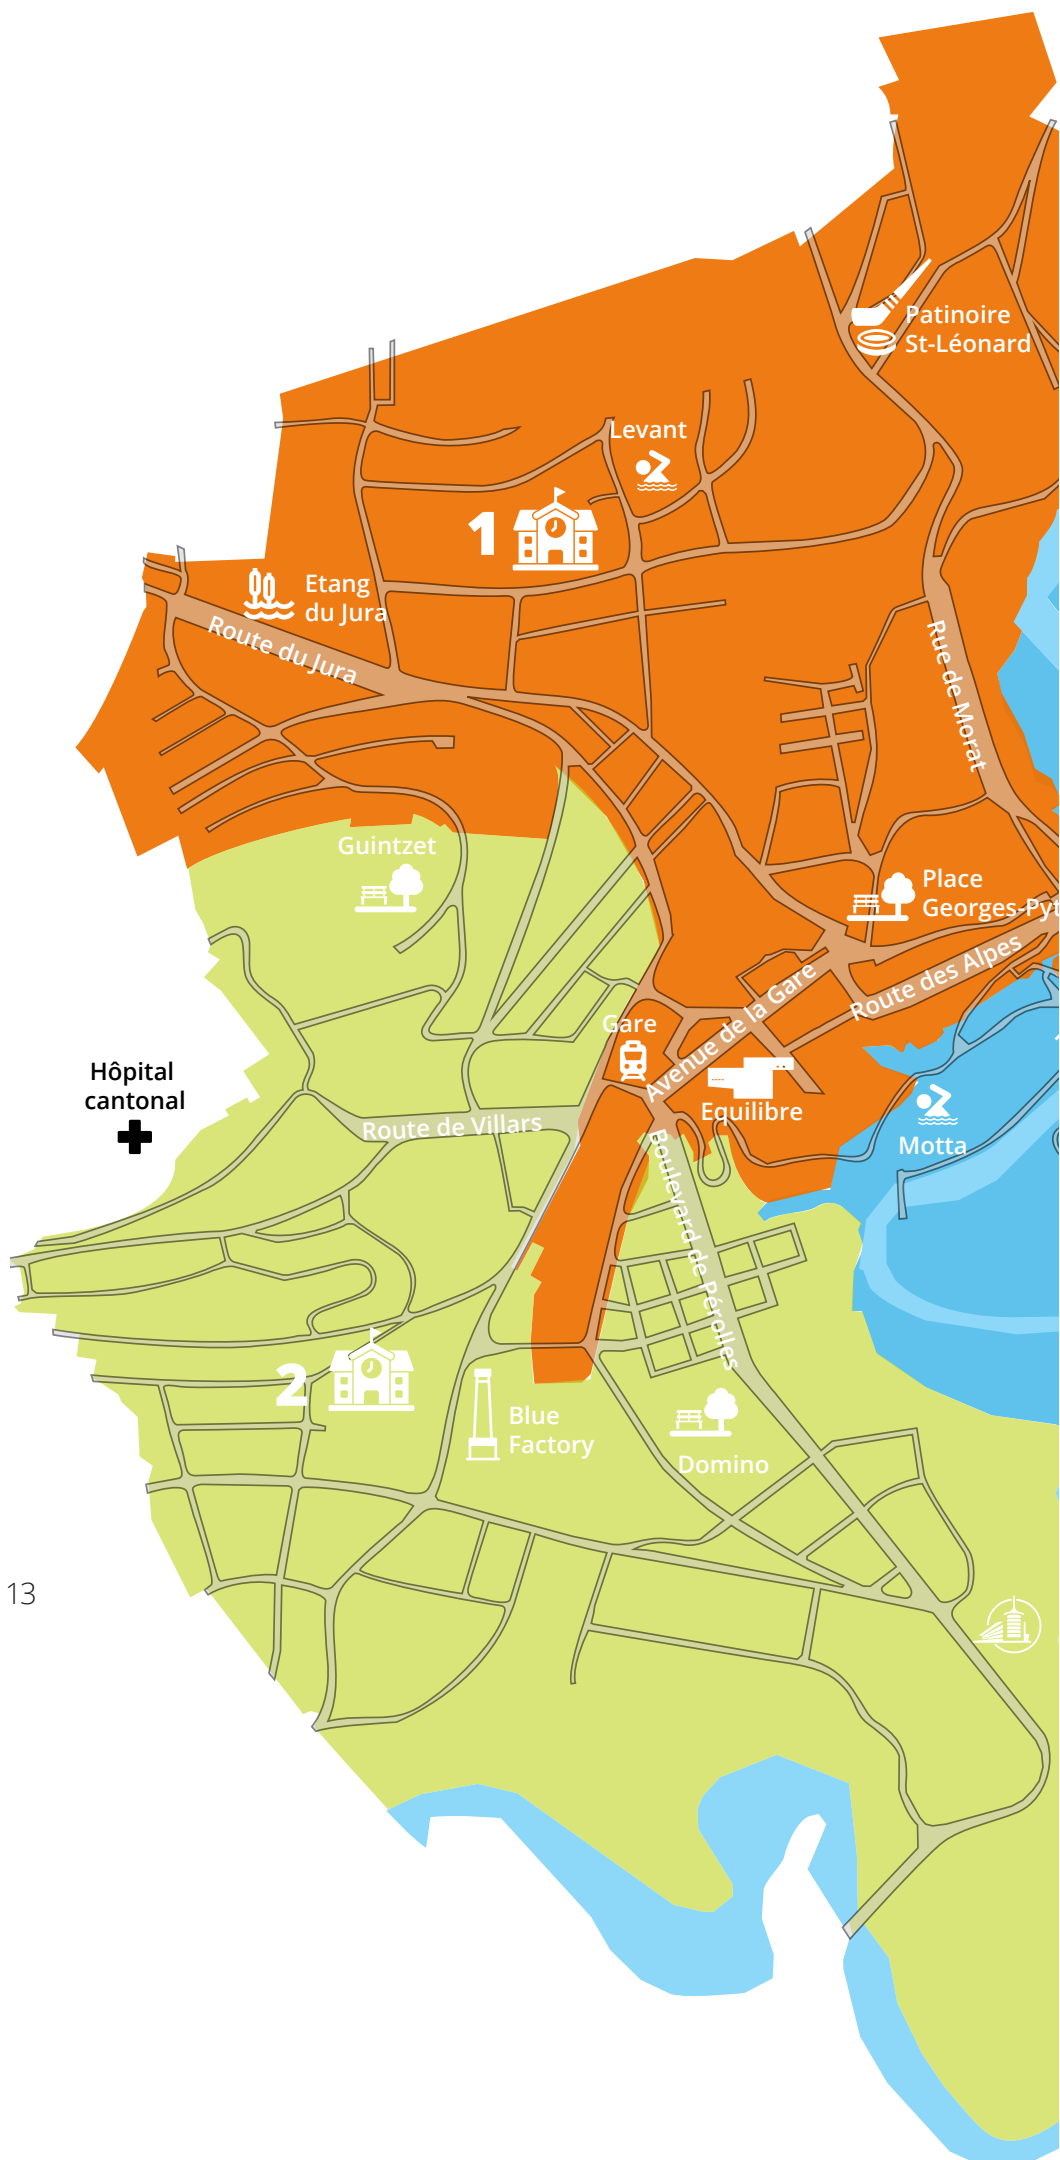 Patinoire
St-Léonard
Levant
1
Etang
du Jura
Route du Jura
Rue de Morat
Guintzet
Place
Georges-Pyt
Route des Alpes
Avenue de la Gare
Gare
Equilibre
Hôpital
cantonal
Route de Villars
Motta
Boulevard de Pérolles
2
Blue
Factory
Domino
13